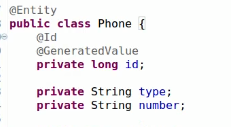 @Entity
public class Phone {
@Id
@GeneratedValue
private long id;
private String type;
private String number;